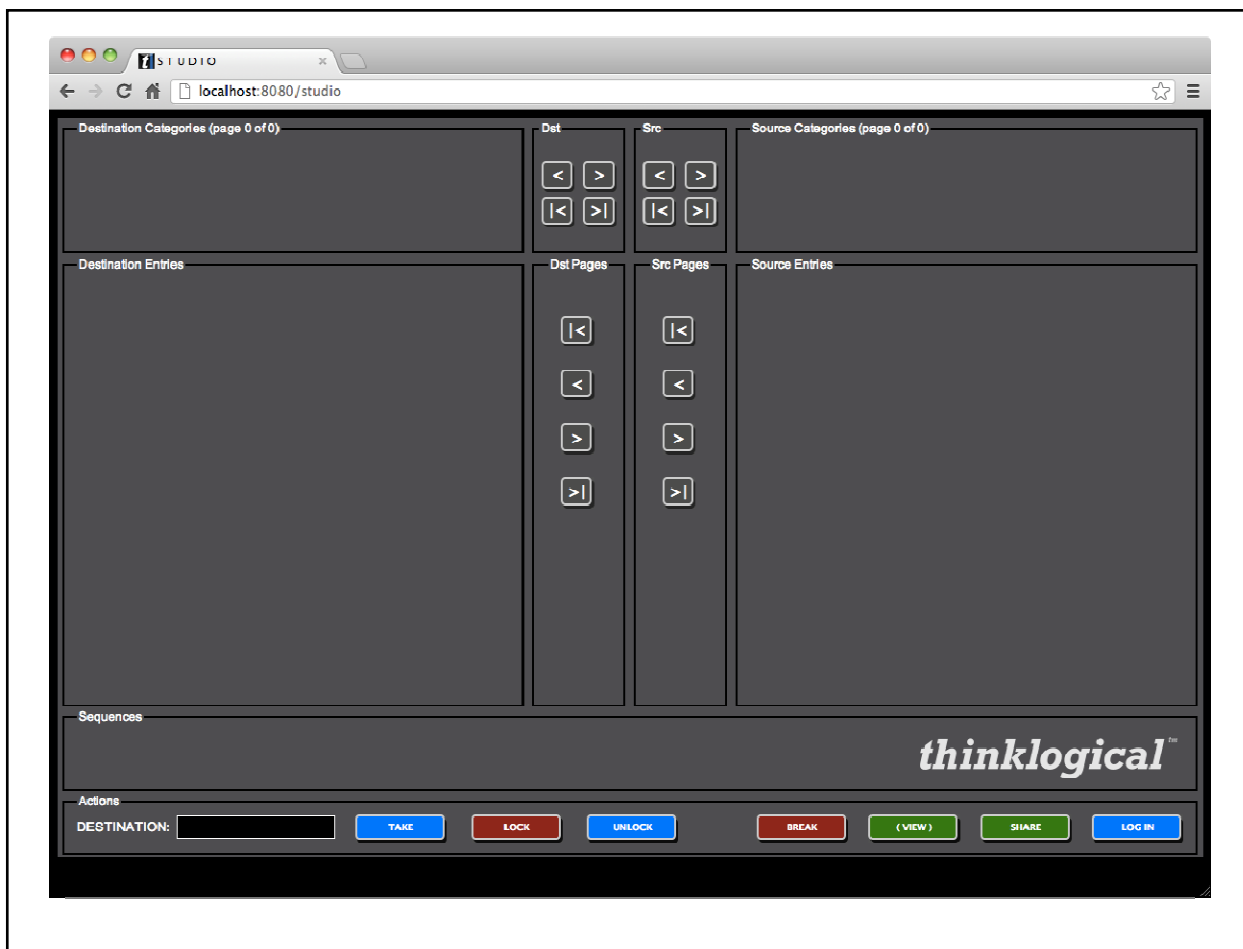 STUDIO
localhost:8080/studio
Destination Categories (page 0 of 0)
Dst
Src
Source Categories (page 0 of 0)
< > < >
|< >| |< >|
Destination Entries
Dst Pages
Src Pages
Source Entries
|< |<
< <
> >
>| >|
Sequences
thinklogical™
Actions
DESTINATION: TAKE LOCK UNLOCK BREAK ( VIEW ) SHARE LOG IN